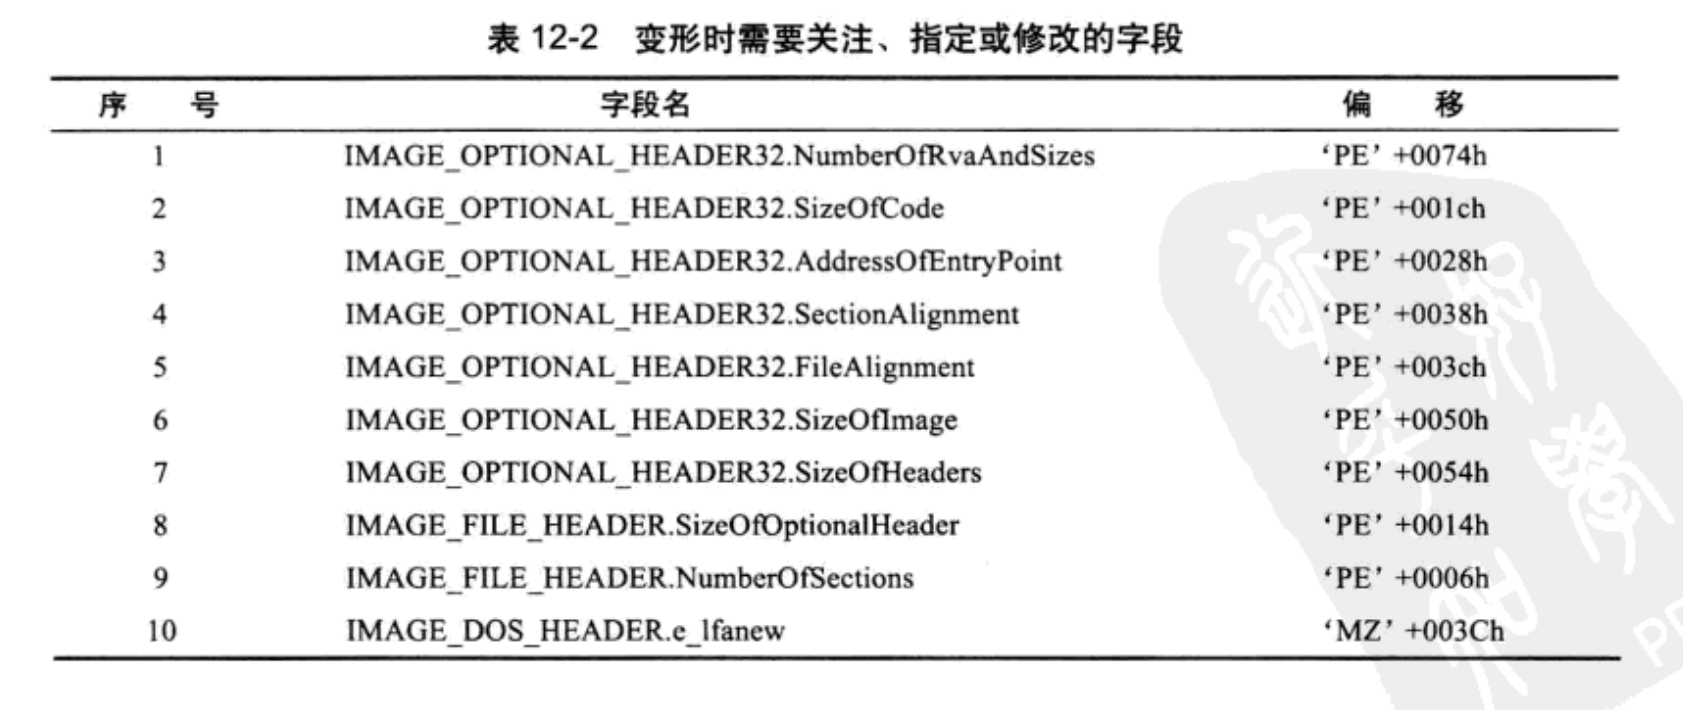 表 12-2 变形时需要关注、指定或修改的字段
序 号 字段名 偏 移
1 IMAGE_OPTIONAL_HEADER32.NumberOfRvaAndSizes ‘PE’ +0074h
2 IMAGE_OPTIONAL_HEADER32.SizeOfCode ‘PE’ +001ch
3 IMAGE_OPTIONAL_HEADER32.AddressOfEntryPoint ‘PE’ +0028h
4 IMAGE_OPTIONAL_HEADER32.SectionAlignment ‘PE’ +0038h
5 IMAGE_OPTIONAL_HEADER32.FileAlignment ‘PE’ +003ch
6 IMAGE_OPTIONAL_HEADER32.SizeOfImage ‘PE’ +0050h
7 IMAGE_OPTIONAL_HEADER32.SizeOfHeaders ‘PE’ +0054h
8 IMAGE_FILE_HEADER.SizeOfOptionalHeader ‘PE’ +0014h
9 IMAGE_FILE_HEADER.NumberOfSections ‘PE’ +0006h
10 IMAGE_DOS_HEADER.e_lfanew ‘MZ’ +003Ch